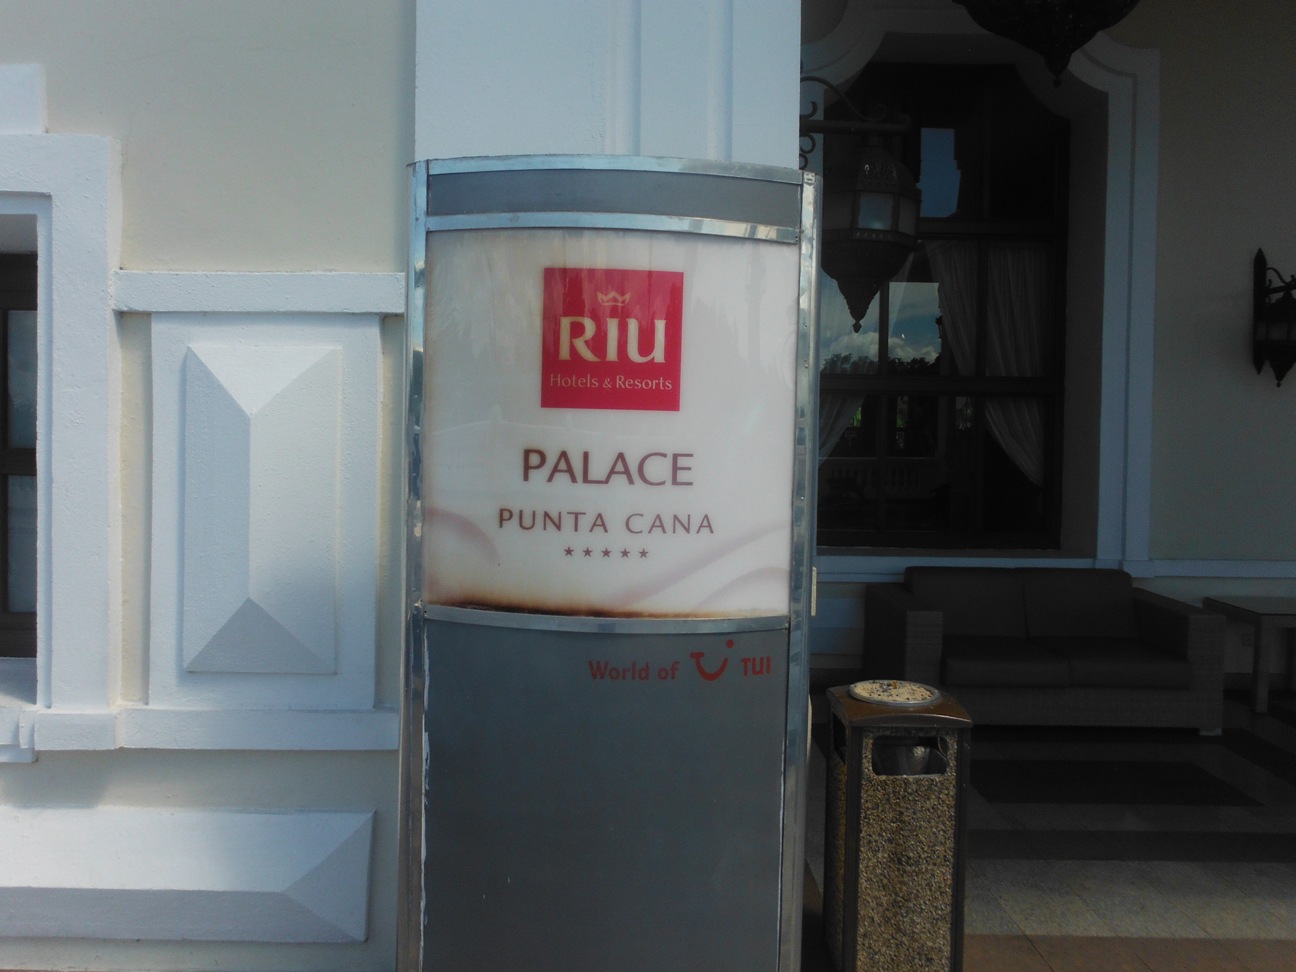 RIU
Hotels & Resorts
PALACE
PUNTA CANA
★★★★★
World of TUI